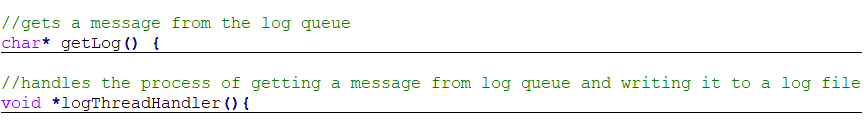 //gets a message from the log queue
char* getLog() {
//handles the process of getting a message from log queue and writing it to a log file
void *logThreadHandler(){